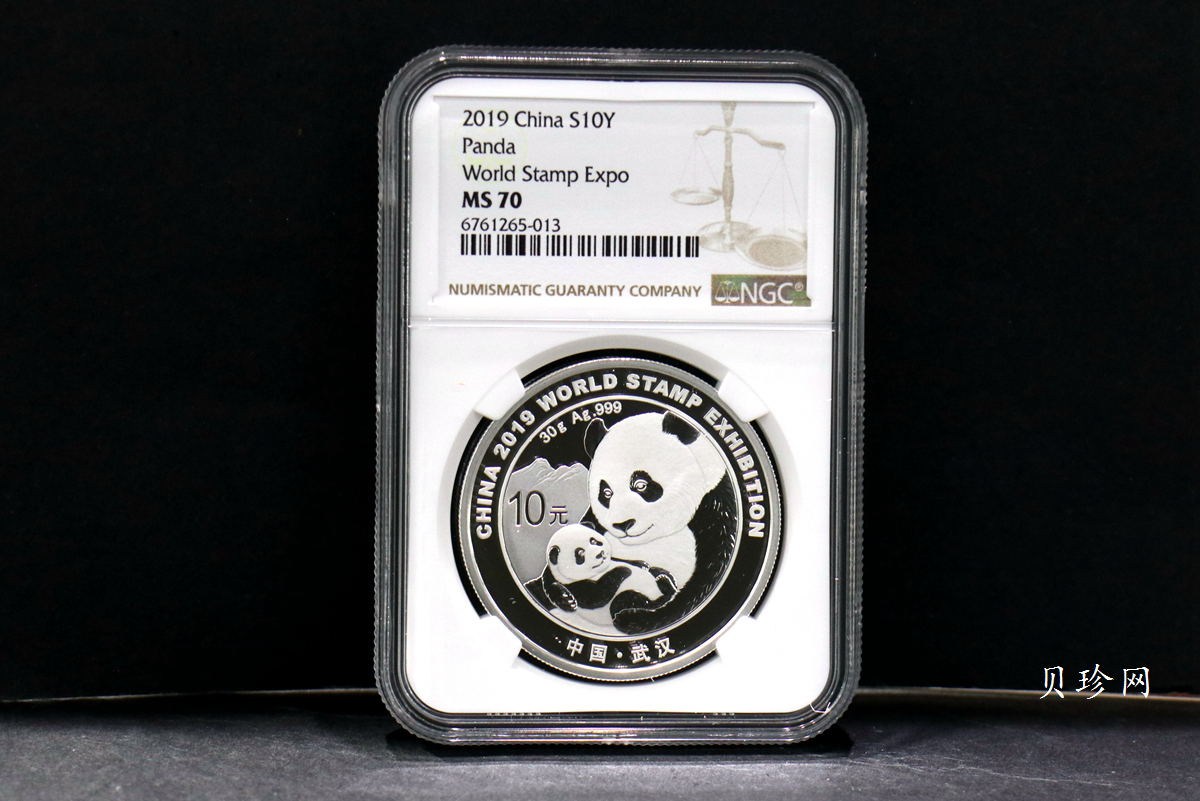 2019 China S10Y
Panda
World Stamp Expo
MS 70
6761265-013
NUMISMATIC GUARANTY COMPANY
NGC®
CHINA 2019 WORLD STAMP EXHIBITION
30g Ag.999
10元
中国·武汉
贝珍网